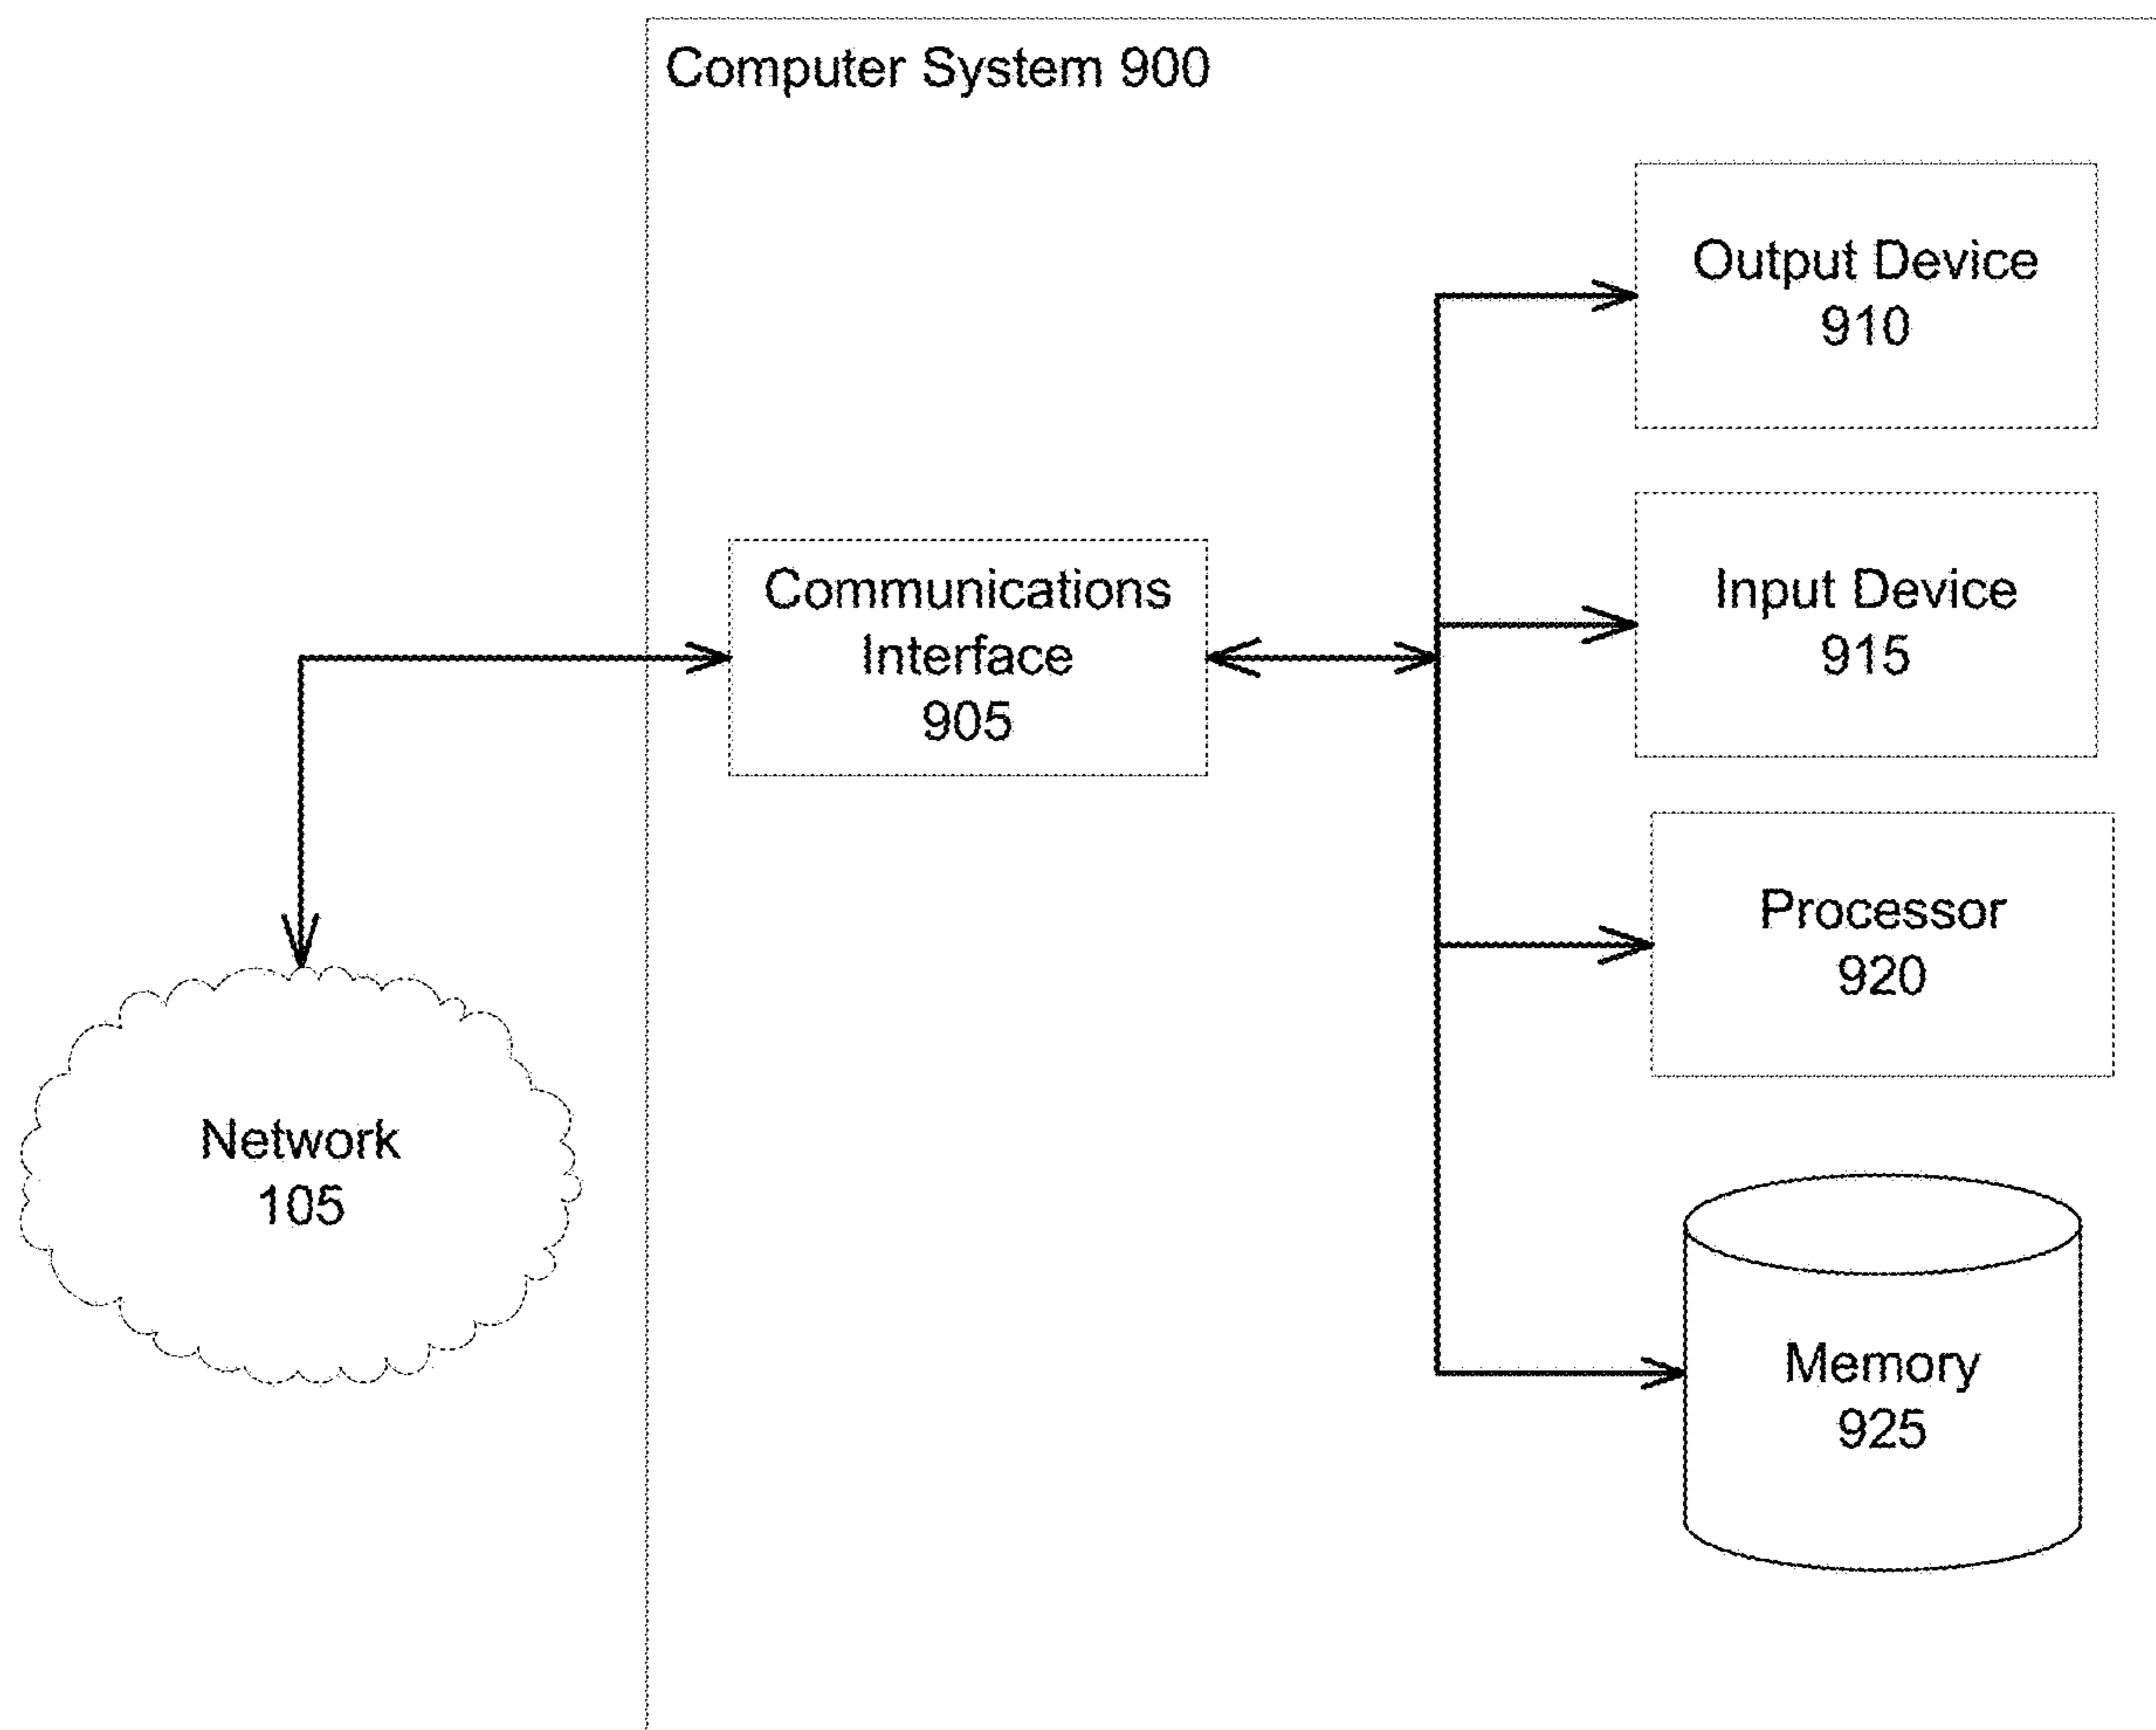 Computer System 900
Output Device
910
Communications
Interface
905
Input Device
915
Processor
920
Network
105
Memory
925